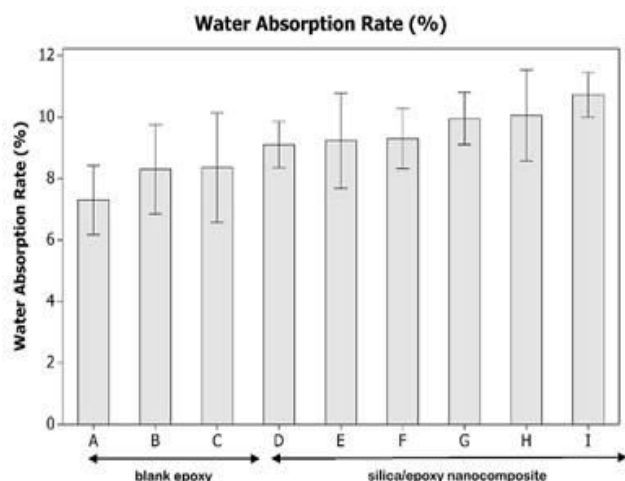 Water Absorption Rate (%)
Water Absorption Rate (%)
12
10
8
6
4
2
0
A B C D E F G H I
blank epoxy silica/epoxy nanocomposite